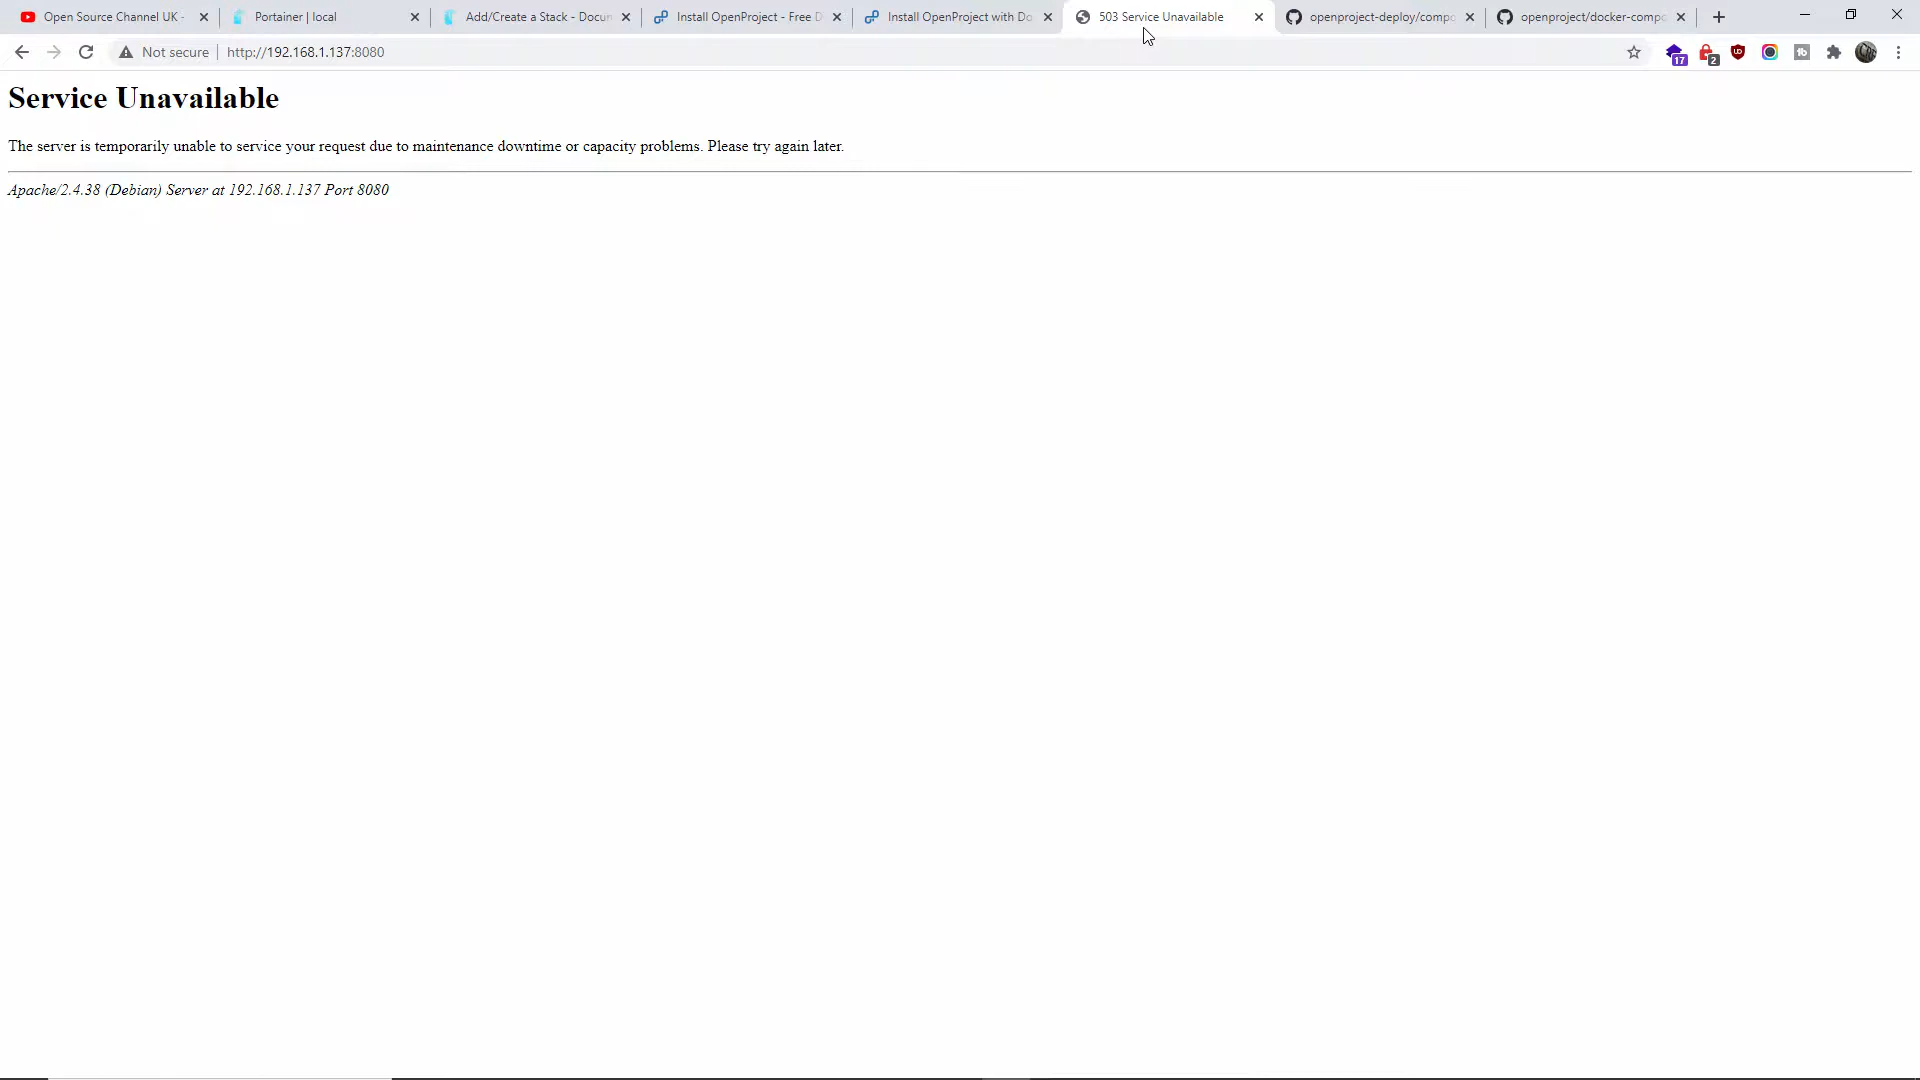 Open Source Channel UK -
Portainer | local
Add/Create a Stack - Docum
Install OpenProject - Free D
Install OpenProject with Do
503 Service Unavailable
openproject-deploy/compo
openproject/docker-compo
Not secure
http://192.168.1.137:8080
17
2
Service Unavailable
The server is temporarily unable to service your request due to maintenance downtime or capacity problems. Please try again later.
Apache/2.4.38 (Debian) Server at 192.168.1.137 Port 8080